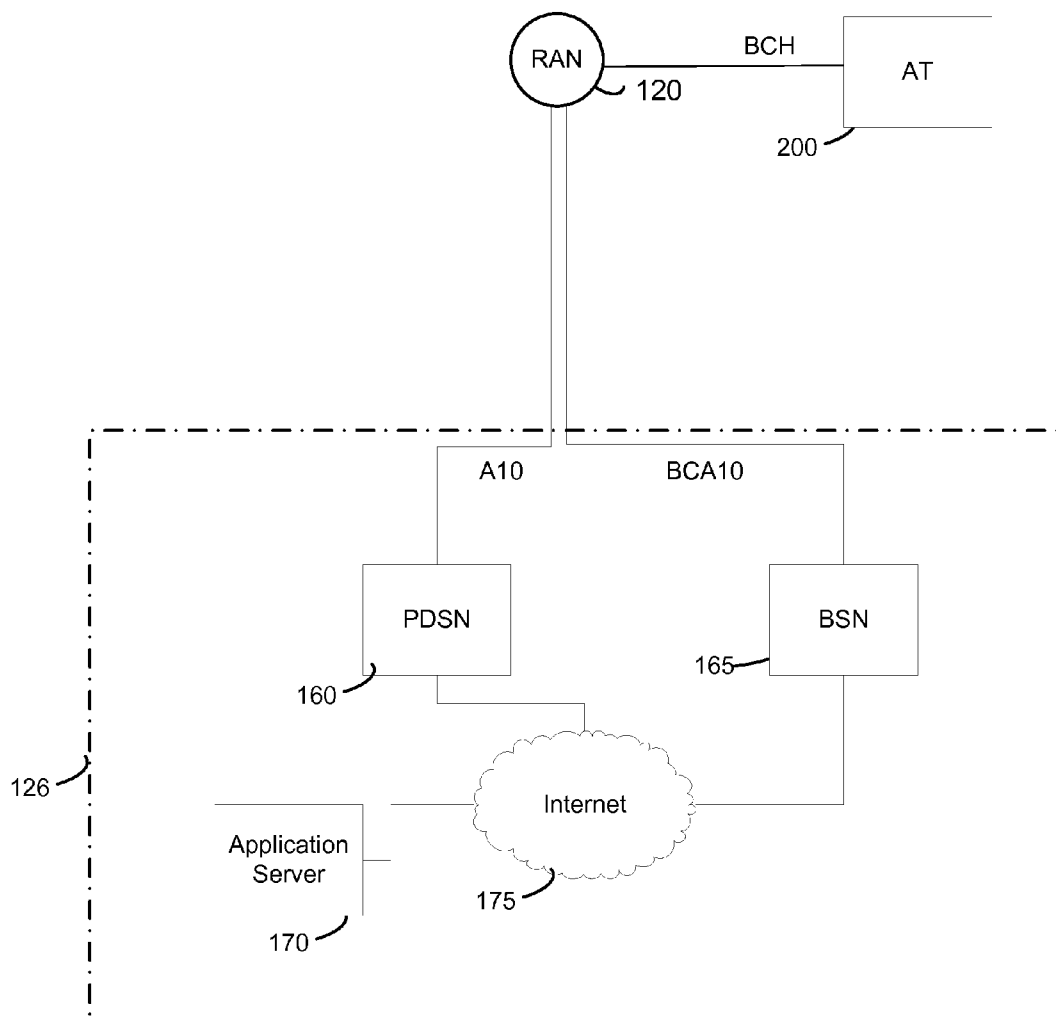 BCH
RAN
AT
120
200
A10
BCA10
PDSN
BSN
165
160
126
Internet
Application
Server
175
170